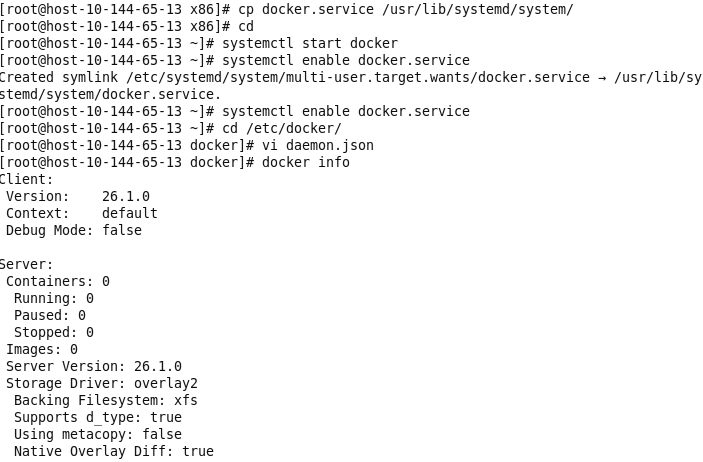 [root@host-10-144-65-13 x86]# cp docker.service /usr/lib/systemd/system/
[root@host-10-144-65-13 x86]# cd
[root@host-10-144-65-13 ~]# systemctl start docker
[root@host-10-144-65-13 ~]# systemctl enable docker.service
Created symlink /etc/systemd/system/multi-user.target.wants/docker.service → /usr/lib/sy
stemd/system/docker.service.
[root@host-10-144-65-13 ~]# systemctl enable docker.service
[root@host-10-144-65-13 ~]# cd /etc/docker/
[root@host-10-144-65-13 docker]# vi daemon.json
[root@host-10-144-65-13 docker]# docker info
Client:
 Version:    26.1.0
 Context:    default
 Debug Mode: false

Server:
 Containers: 0
  Running: 0
  Paused: 0
  Stopped: 0
 Images: 0
 Server Version: 26.1.0
 Storage Driver: overlay2
  Backing Filesystem: xfs
  Supports d_type: true
  Using metacopy: false
  Native Overlay Diff: true